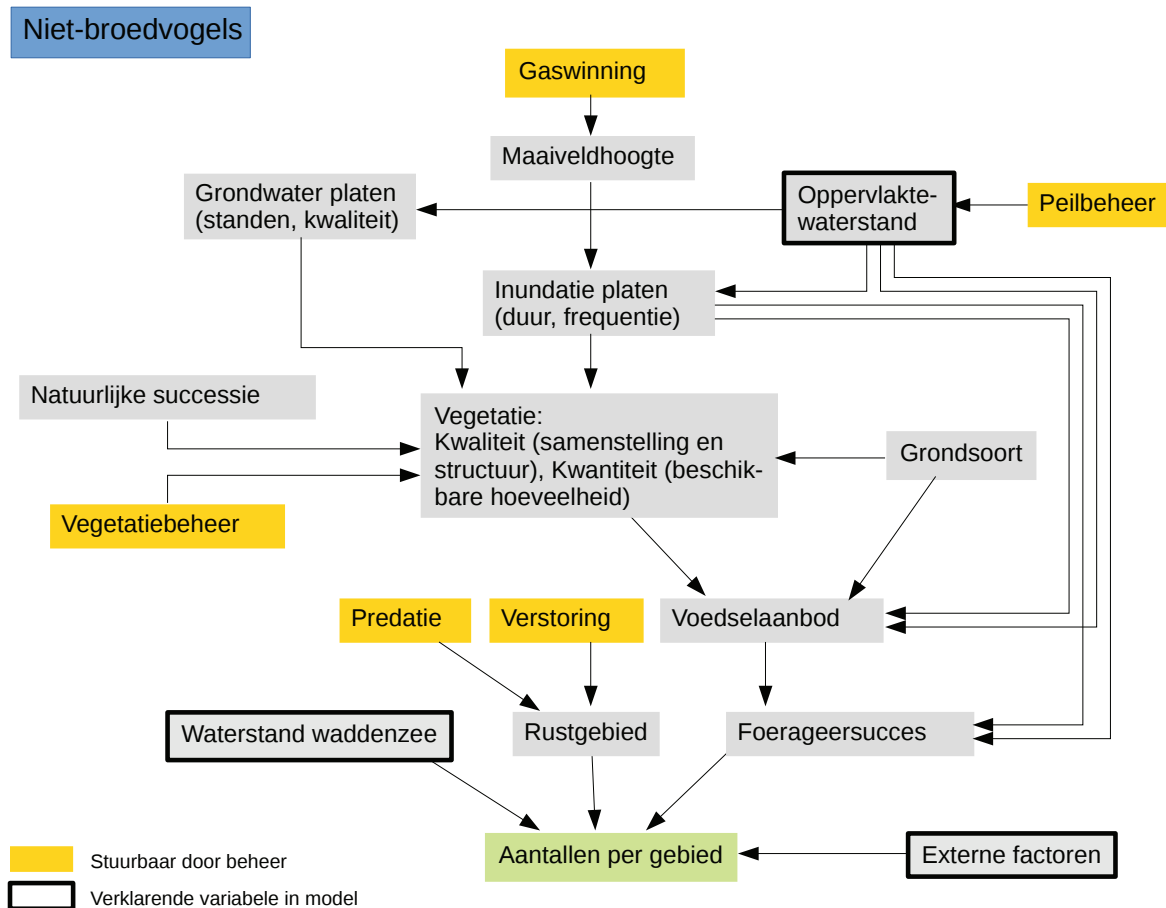 Niet-broedvogels
Gaswinning
Maaiveldhoogte
Grondwater platen
(standen, kwaliteit)
Oppervlakte-
waterstand
Peilbeheer
Inundatie platen
(duur, frequentie)
Natuurlijke successie
Vegetatie:
Kwaliteit (samenstelling en
structuur), Kwantiteit (beschik-
bare hoeveelheid)
Grondsoort
Vegetatiebeheer
Predatie
Verstoring
Voedselaanbod
Waterstand waddenzee
Rustgebied
Foerageersucces
Aantallen per gebied
Externe factoren
Stuurbaar door beheer
Verklarende variabele in model